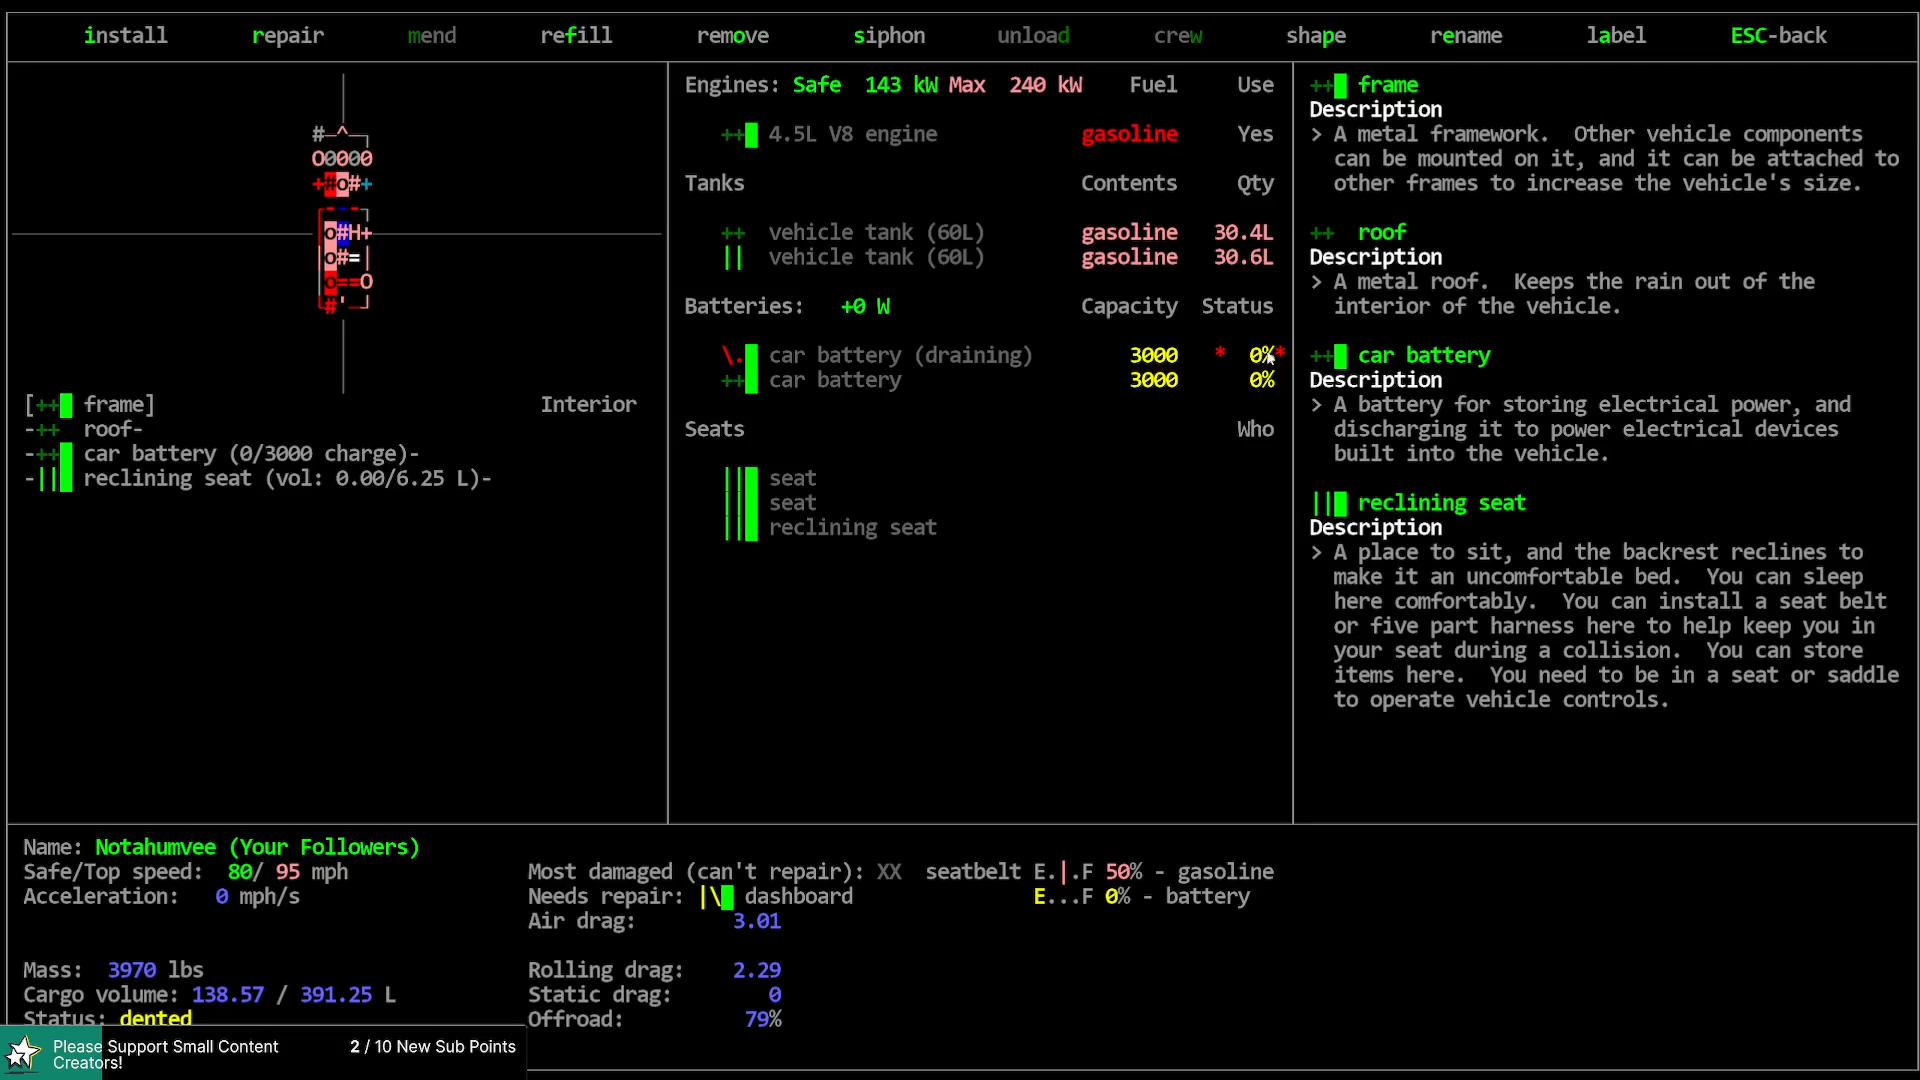 install repair mend refill remove siphon unload crew shape rename label ESC-back
Engines: Safe 143 kW Max 240 kW Fuel Use
++ 4.5L V8 engine gasoline Yes
Tanks Contents Qty
++ vehicle tank (60L) gasoline 30.4L
|| vehicle tank (60L) gasoline 30.6L
Batteries: +0 W Capacity Status
\. car battery (draining) 3000 * 0% *
++ car battery 3000 0%
Seats Who
|| seat
|| seat
|| reclining seat
[++ frame] Interior
-++ roof-
-++ car battery (0/3000 charge)-
-|| reclining seat (vol: 0.00/6.25 L)-
++ frame
Description
> A metal framework. Other vehicle components
can be mounted on it, and it can be attached to
other frames to increase the vehicle's size.
++ roof
Description
> A metal roof. Keeps the rain out of the
interior of the vehicle.
++ car battery
Description
> A battery for storing electrical power, and
discharging it to power electrical devices
built into the vehicle.
|| reclining seat
Description
> A place to sit, and the backrest reclines to
make it an uncomfortable bed. You can sleep
here comfortably. You can install a seat belt
or five part harness here to help keep you in
your seat during a collision. You can store
items here. You need to be in a seat or saddle
to operate vehicle controls.
Name: Notahumvee (Your Followers)
Safe/Top speed: 80/ 95 mph
Acceleration: 0 mph/s
Mass: 3970 lbs
Cargo volume: 138.57 / 391.25 L
Status: dented
Most damaged (can't repair): XX seatbelt
Needs repair: |\ dashboard
Air drag: 3.01
Rolling drag: 2.29
Static drag: 0
Offroad: 79%
E.|.F 50% - gasoline
E...F 0% - battery
Please Support Small Content
Creators!
2 / 10 New Sub Points